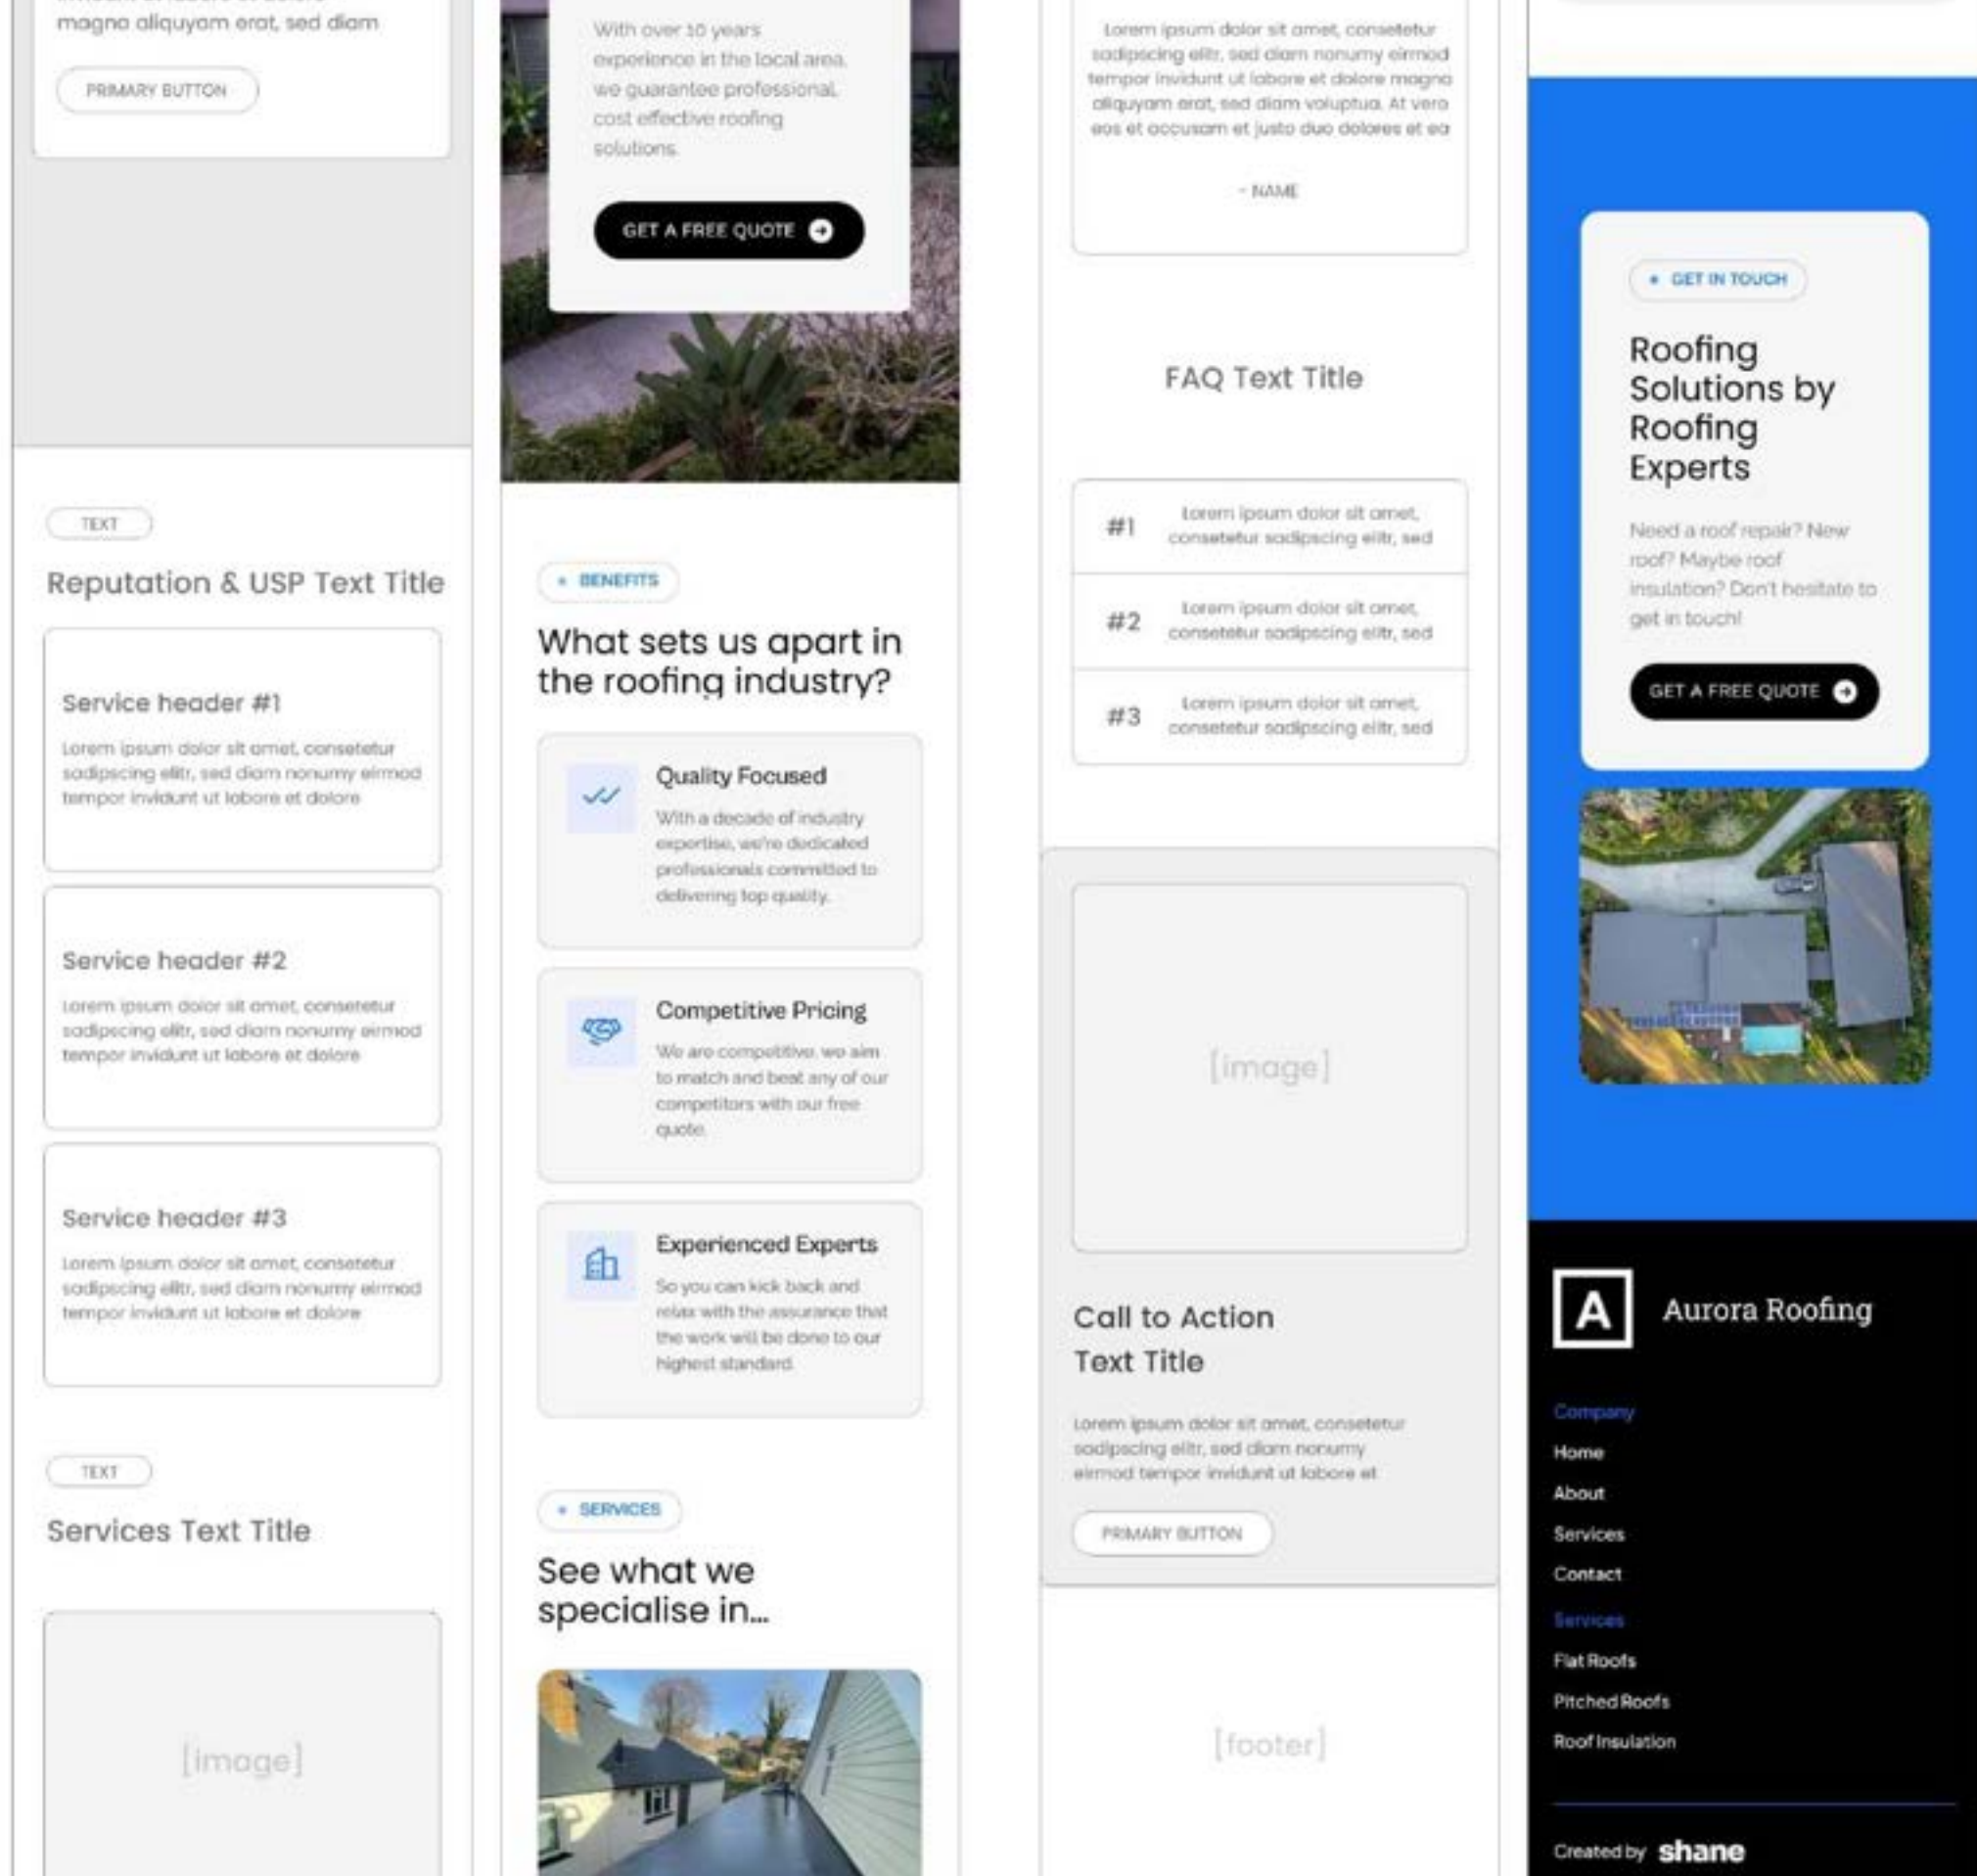 magna aliquyam erat, sed diam
PRIMARY BUTTON
TEXT
Reputation & USP Text Title
Service header #1
Lorem ipsum dolor sit amet, consetetur
sadipscing elitr, sed diam nonumy eirmod
tempor invidunt ut labore et dolore
Service header #2
Lorem ipsum dolor sit amet, consetetur
sadipscing elitr, sed diam nonumy eirmod
tempor invidunt ut labore et dolore
Service header #3
Lorem ipsum dolor sit amet, consetetur
sadipscing elitr, sed diam nonumy eirmod
tempor invidunt ut labore et dolore
TEXT
Services Text Title
[image]
With over 10 years
experience in the local area,
we guarantee professional,
cost effective roofing
solutions.
GET A FREE QUOTE
BENEFITS
What sets us apart in
the roofing industry?
Quality Focused
With a decade of industry
expertise, we're dedicated
professionals committed to
delivering top quality.
Competitive Pricing
We are competitive, we aim
to match and beat any of our
competitors with our free
quote.
Experienced Experts
So you can kick back and
relax with the assurance that
the work will be done to our
highest standard.
SERVICES
See what we
specialise in...
Lorem ipsum dolor sit amet, consetetur
sadipscing elitr, sed diam nonumy eirmod
tempor invidunt ut labore et dolore magna
aliquyam erat, sed diam voluptua. At vero
eos et accusam et justo duo dolores et ea
- NAME
FAQ Text Title
#1 Lorem ipsum dolor sit amet,
consetetur sadipscing elitr, sed
#2 Lorem ipsum dolor sit amet,
consetetur sadipscing elitr, sed
#3 Lorem ipsum dolor sit amet,
consetetur sadipscing elitr, sed
[image]
Call to Action
Text Title
Lorem ipsum dolor sit amet, consetetur
sadipscing elitr, sed diam nonumy
eirmod tempor invidunt ut labore et
PRIMARY BUTTON
[footer]
GET IN TOUCH
Roofing
Solutions by
Roofing
Experts
Need a roof repair? New
roof? Maybe roof
insulation? Don't hesitate to
get in touch!
GET A FREE QUOTE
A Aurora Roofing
Company
Home
About
Services
Contact
Services
Flat Roofs
Pitched Roofs
Roof Insulation
Created by shane